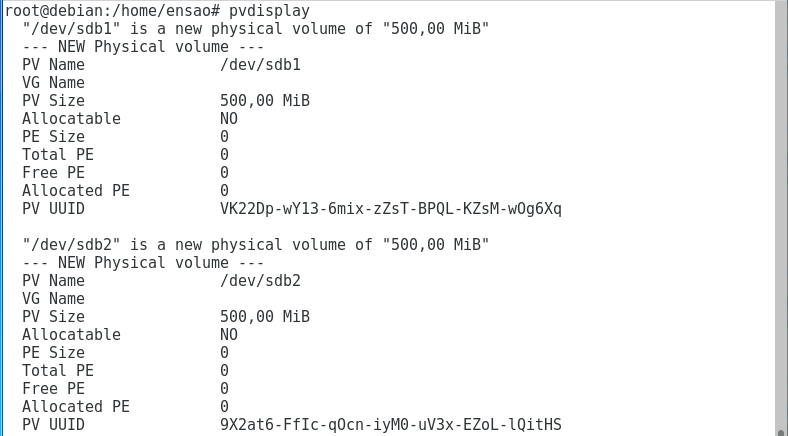 root@debian:/home/ensao# pvdisplay
"/dev/sdb1" is a new physical volume of "500,00 MiB"
--- NEW Physical volume ---
PV Name               /dev/sdb1
VG Name
PV Size               500,00 MiB
Allocatable           NO
PE Size               0
Total PE              0
Free PE               0
Allocated PE          0
PV UUID               VK22Dp-wY13-6mix-zZsT-BPQL-KZsM-wOg6Xq
"/dev/sdb2" is a new physical volume of "500,00 MiB"
--- NEW Physical volume ---
PV Name               /dev/sdb2
VG Name
PV Size               500,00 MiB
Allocatable           NO
PE Size               0
Total PE              0
Free PE               0
Allocated PE          0
PV UUID               9X2at6-FfIc-qOcn-iyM0-uV3x-EZoL-lQitHS